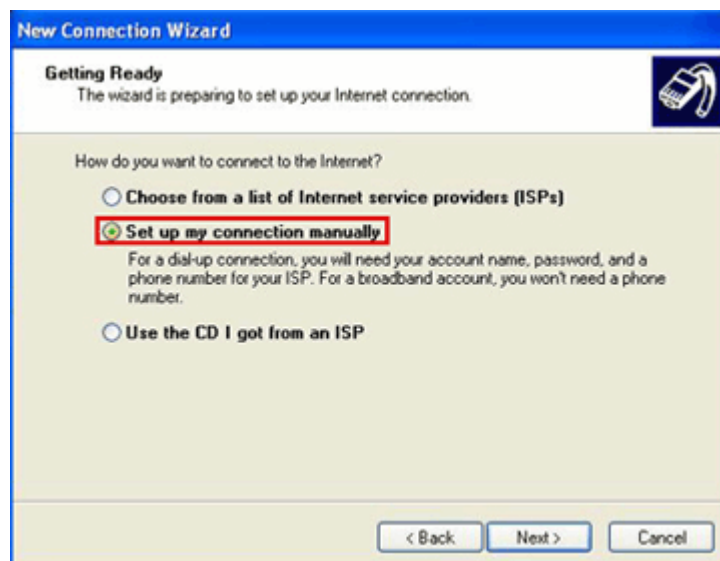 New Connection Wizard
Getting Ready
The wizard is preparing to set up your Internet connection.
How do you want to connect to the Internet?
Choose from a list of Internet service providers (ISPs)
Set up my connection manually
For a dial-up connection, you will need your account name, password, and a
phone number for your ISP. For a broadband account, you won't need a phone
number.
Use the CD I got from an ISP
< Back Next > Cancel